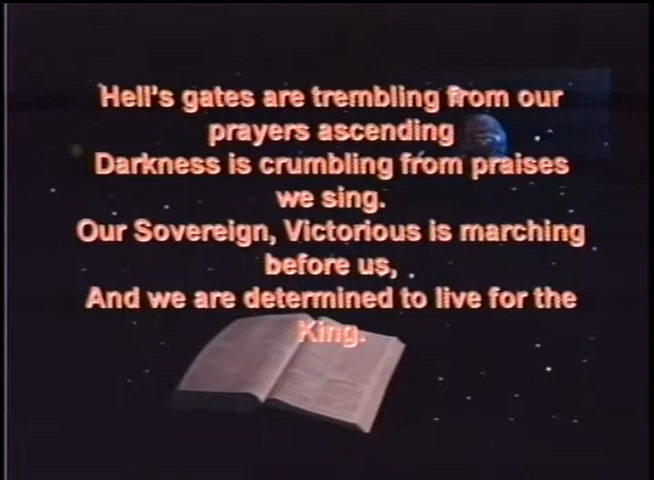 Hell's gates are trembling from our
prayers ascending
Darkness is crumbling from praises
we sing.
Our Sovereign, Victorious is marching
before us,
And we are determined to live for the
King.